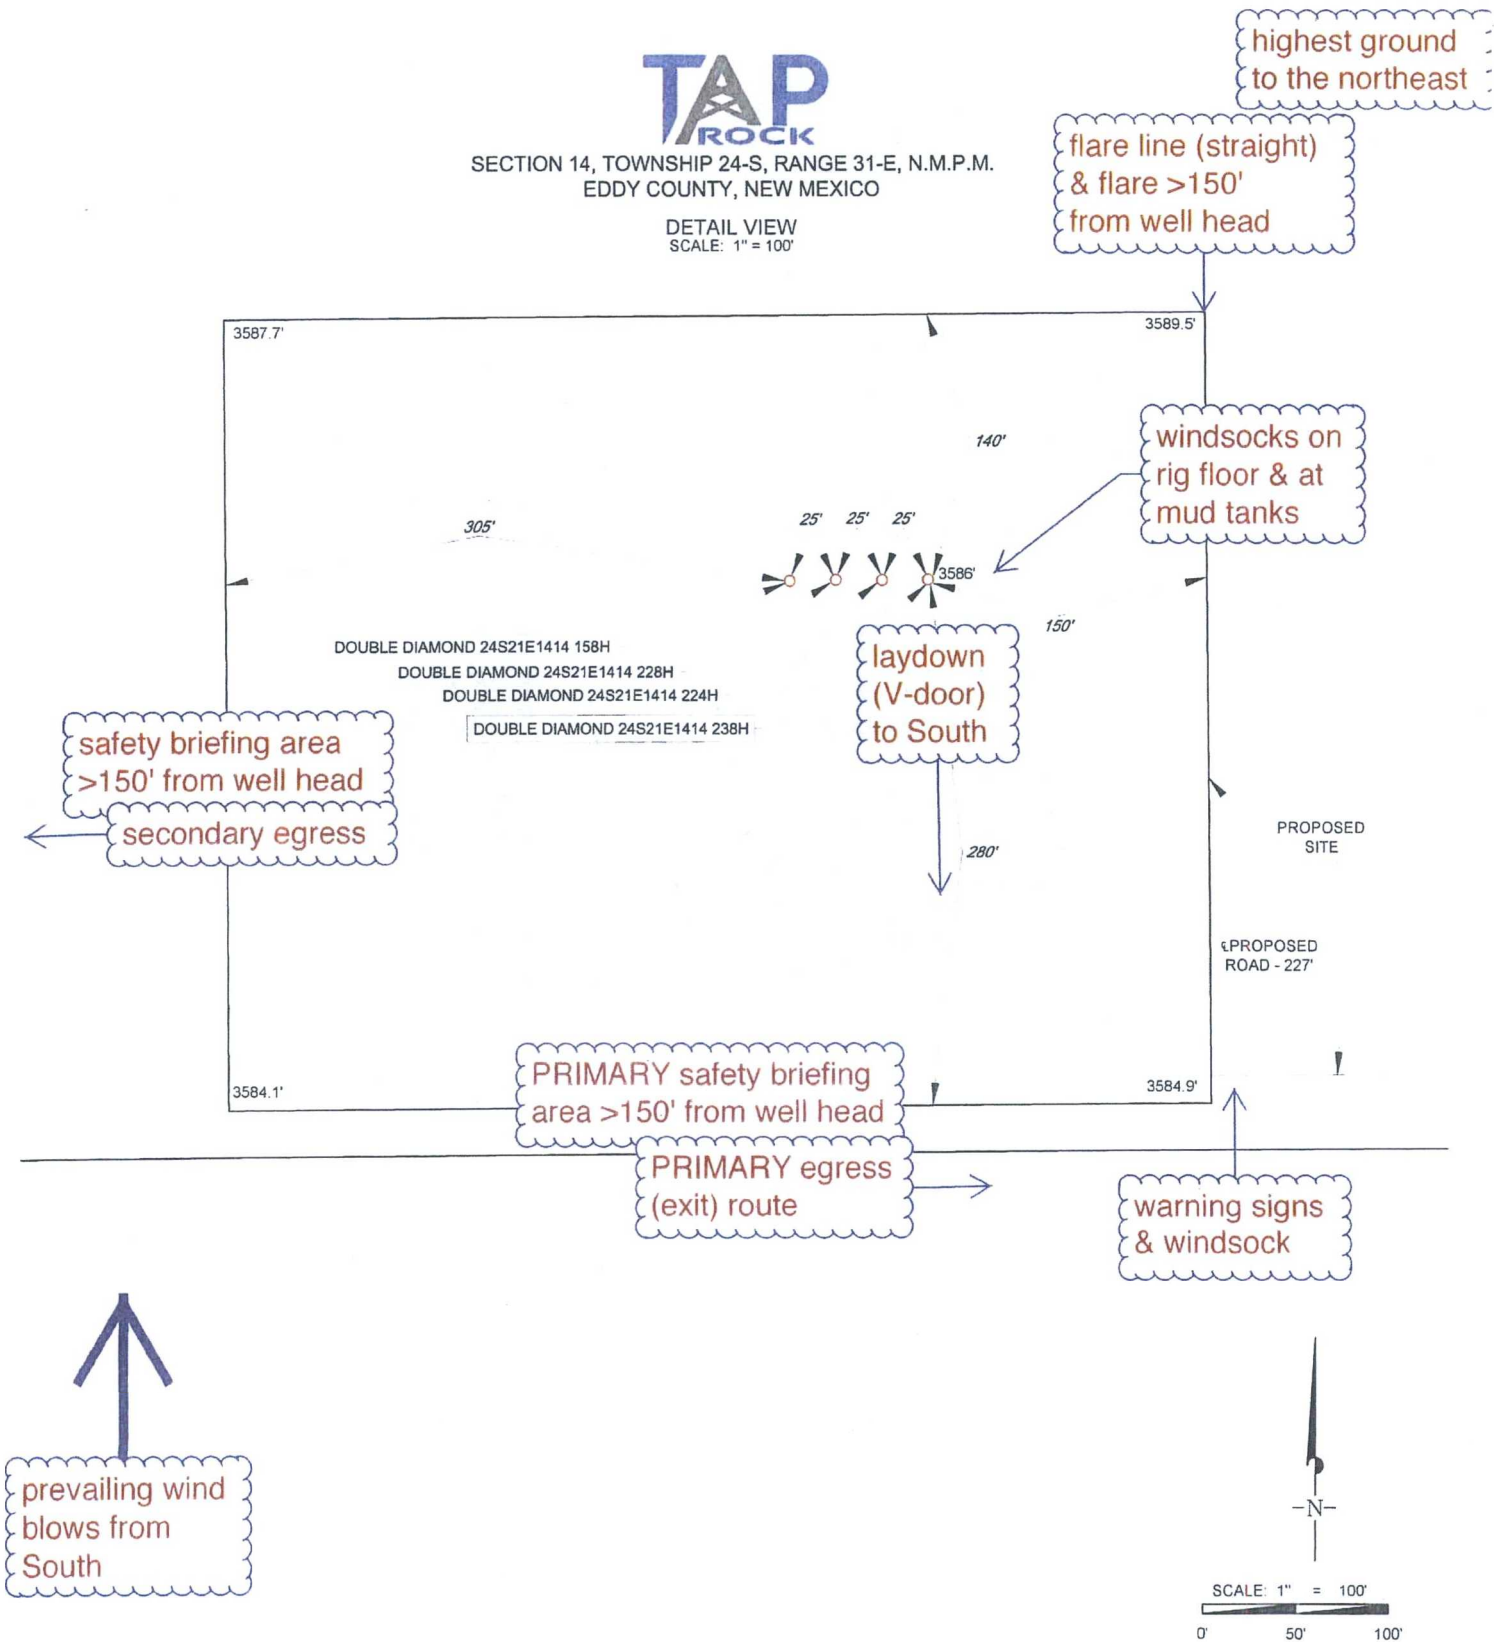 highest ground
to the northeast
TAP
ROCK
SECTION 14, TOWNSHIP 24-S, RANGE 31-E, N.M.P.M.
EDDY COUNTY, NEW MEXICO
DETAIL VIEW
SCALE: 1" = 100'
flare line (straight)
& flare >150'
from well head
3587.7'
3589.5'
windsocks on
rig floor & at
mud tanks
140'
305'
25' 25' 25'
3586'
150'
laydown
(V-door)
to South
DOUBLE DIAMOND 24S21E1414 158H
DOUBLE DIAMOND 24S21E1414 228H
DOUBLE DIAMOND 24S21E1414 224H
DOUBLE DIAMOND 24S21E1414 238H
safety briefing area
>150' from well head
secondary egress
280'
PROPOSED
SITE
℄PROPOSED
ROAD - 227'
3584.1'
3584.9'
PRIMARY safety briefing
area >150' from well head
PRIMARY egress
(exit) route
warning signs
& windsock
prevailing wind
blows from
South
-N-
SCALE: 1" = 100'
0' 50' 100'